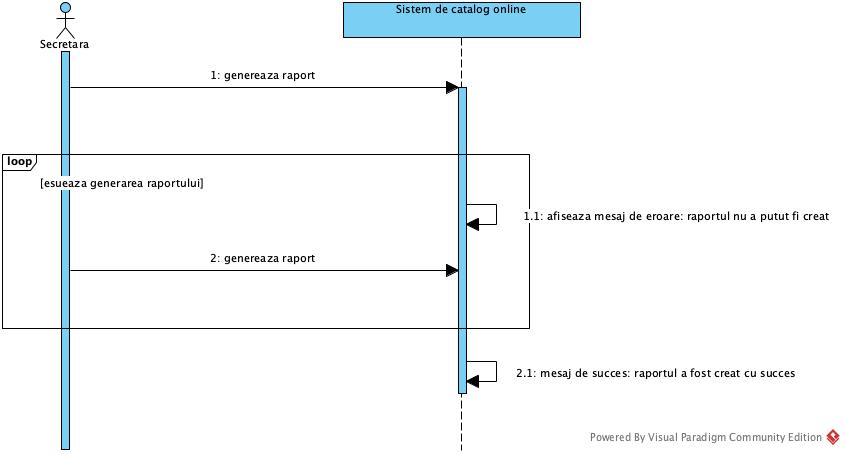 Sistem de catalog online
Secretara
1: genereaza raport
loop
[esueaza generarea raportului]
1.1: afiseaza mesaj de eroare: raportul nu a putut fi creat
2: genereaza raport
2.1: mesaj de succes: raportul a fost creat cu succes
Powered By Visual Paradigm Community Edition